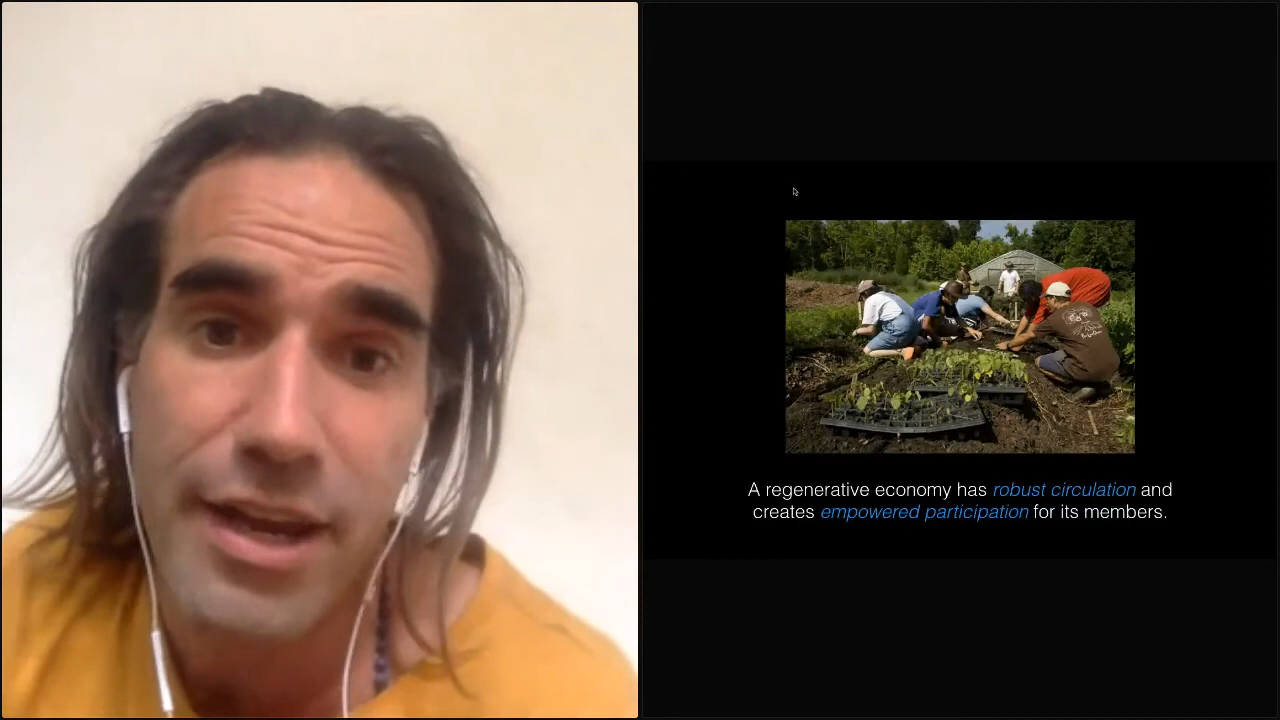 A regenerative economy has robust circulation and
creates empowered participation for its members.